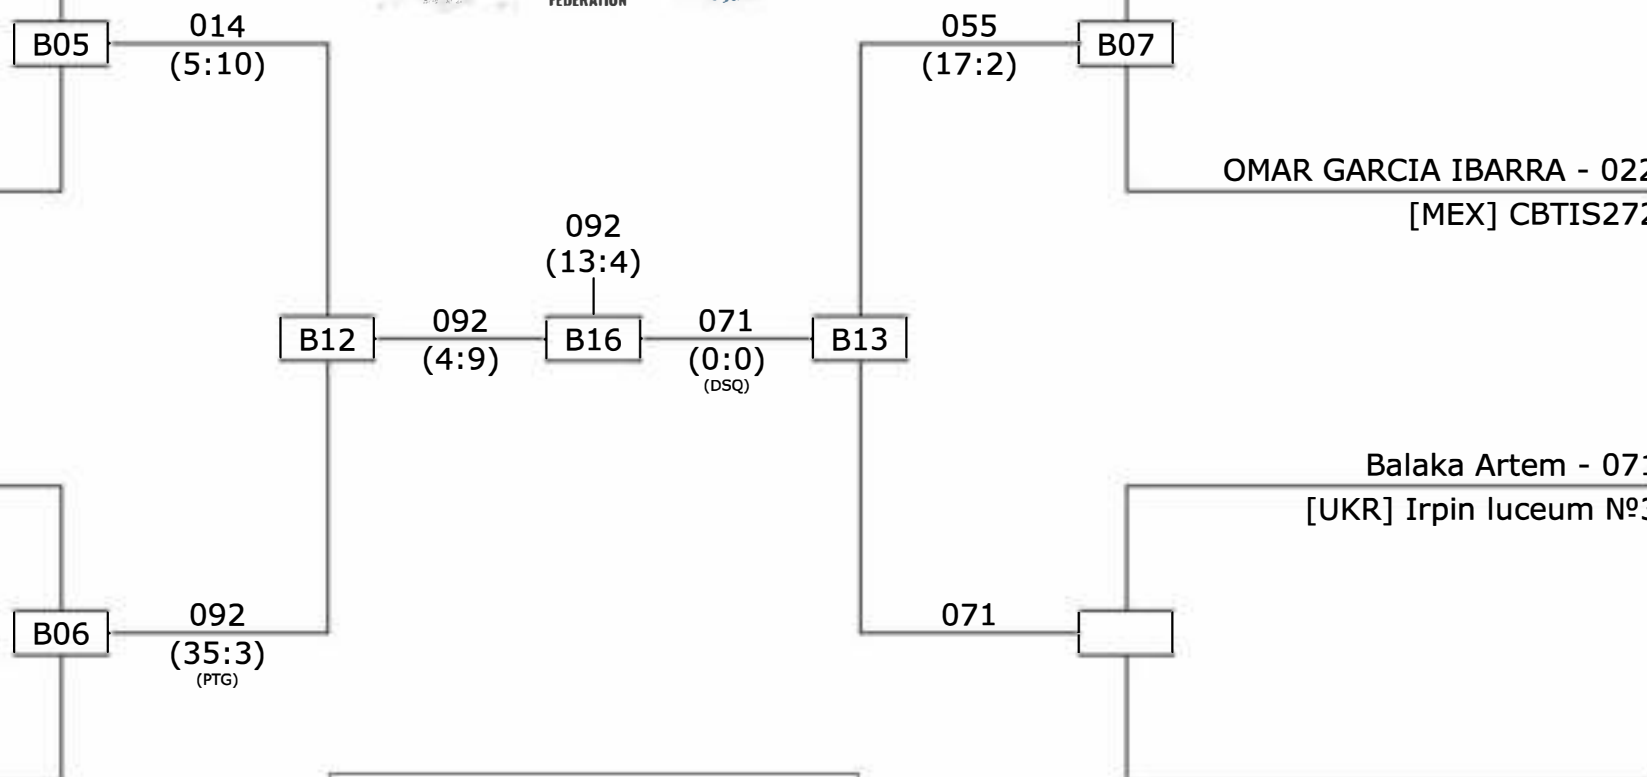 FEDERATION
B05
014
(5:10)
055
(17:2)
B07
OMAR GARCIA IBARRA - 022
[MEX] CBTIS272
092
(13:4)
B12
092
(4:9)
B16
071
(0:0)
(DSQ)
B13
Balaka Artem - 071
[UKR] Irpin luceum №3
B06
092
(35:3)
(PTG)
071